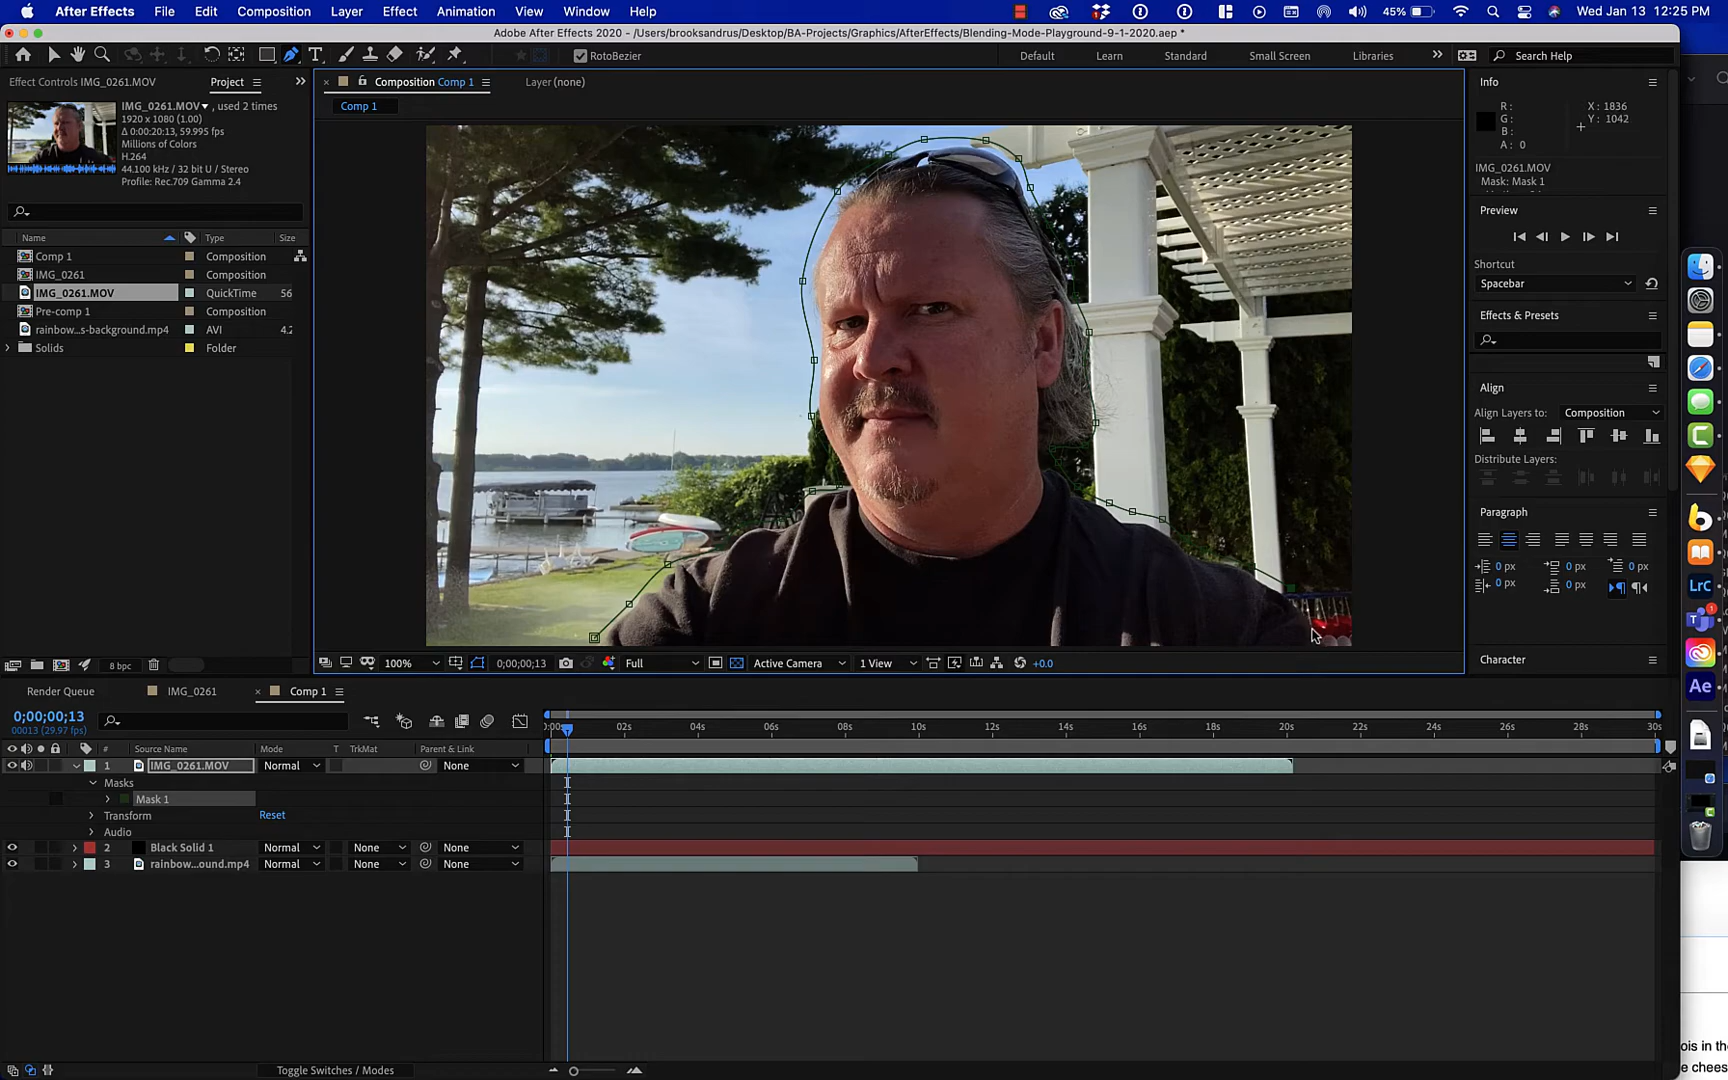 After Effects File Edit Composition Layer Effect Animation View Window Help 45% Wed Jan 13 12:25 PM
Adobe After Effects 2020 - /Users/brooksandrus/Desktop/BA-Projects/Graphics/AfterEffects/Blending-Mode-Playground-9-1-2020.aep *
RotoBezier Default Learn Standard Small Screen Libraries Search Help
Effect Controls IMG_0261.MOV Project
IMG_0261.MOV , used 2 times
1920 x 1080 (1.00)
Δ 0:00:20:13, 59.995 fps
Millions of Colors
H.264
44.100 kHz / 32 bit U / Stereo
Profile: Rec.709 Gamma 2.4
Name Type Size
Comp 1 Composition
IMG_0261 Composition
IMG_0261.MOV QuickTime 56
Pre-comp 1 Composition
rainbow...s-background.mp4 AVI 4.2
Solids Folder
8 bpc
Composition Comp 1 Layer (none)
Comp 1
100% 0;00;00;13 Full Active Camera 1 View +0.0
Info
R : X : 1836
G : Y : 1042
B :
A : 0
IMG_0261.MOV
Mask: Mask 1
Preview
Shortcut
Spacebar
Effects & Presets
Align
Align Layers to: Composition
Distribute Layers:
Paragraph
0 px 0 px 0 px
0 px 0 px
Character
Render Queue IMG_0261 Comp 1
0;00;00;13
00013 (29.97 fps)
0:00s 02s 04s 06s 08s 10s 12s 14s 16s 18s 20s 22s 24s 26s 28s 30s
# Source Name Mode T TrkMat Parent & Link
1 IMG_0261.MOV Normal None
Masks
Mask 1
Transform Reset
Audio
2 Black Solid 1 Normal None None
3 rainbow...ound.mp4 Normal None None
Toggle Switches / Modes
Lrc
1
Ae
ois in th
e chees